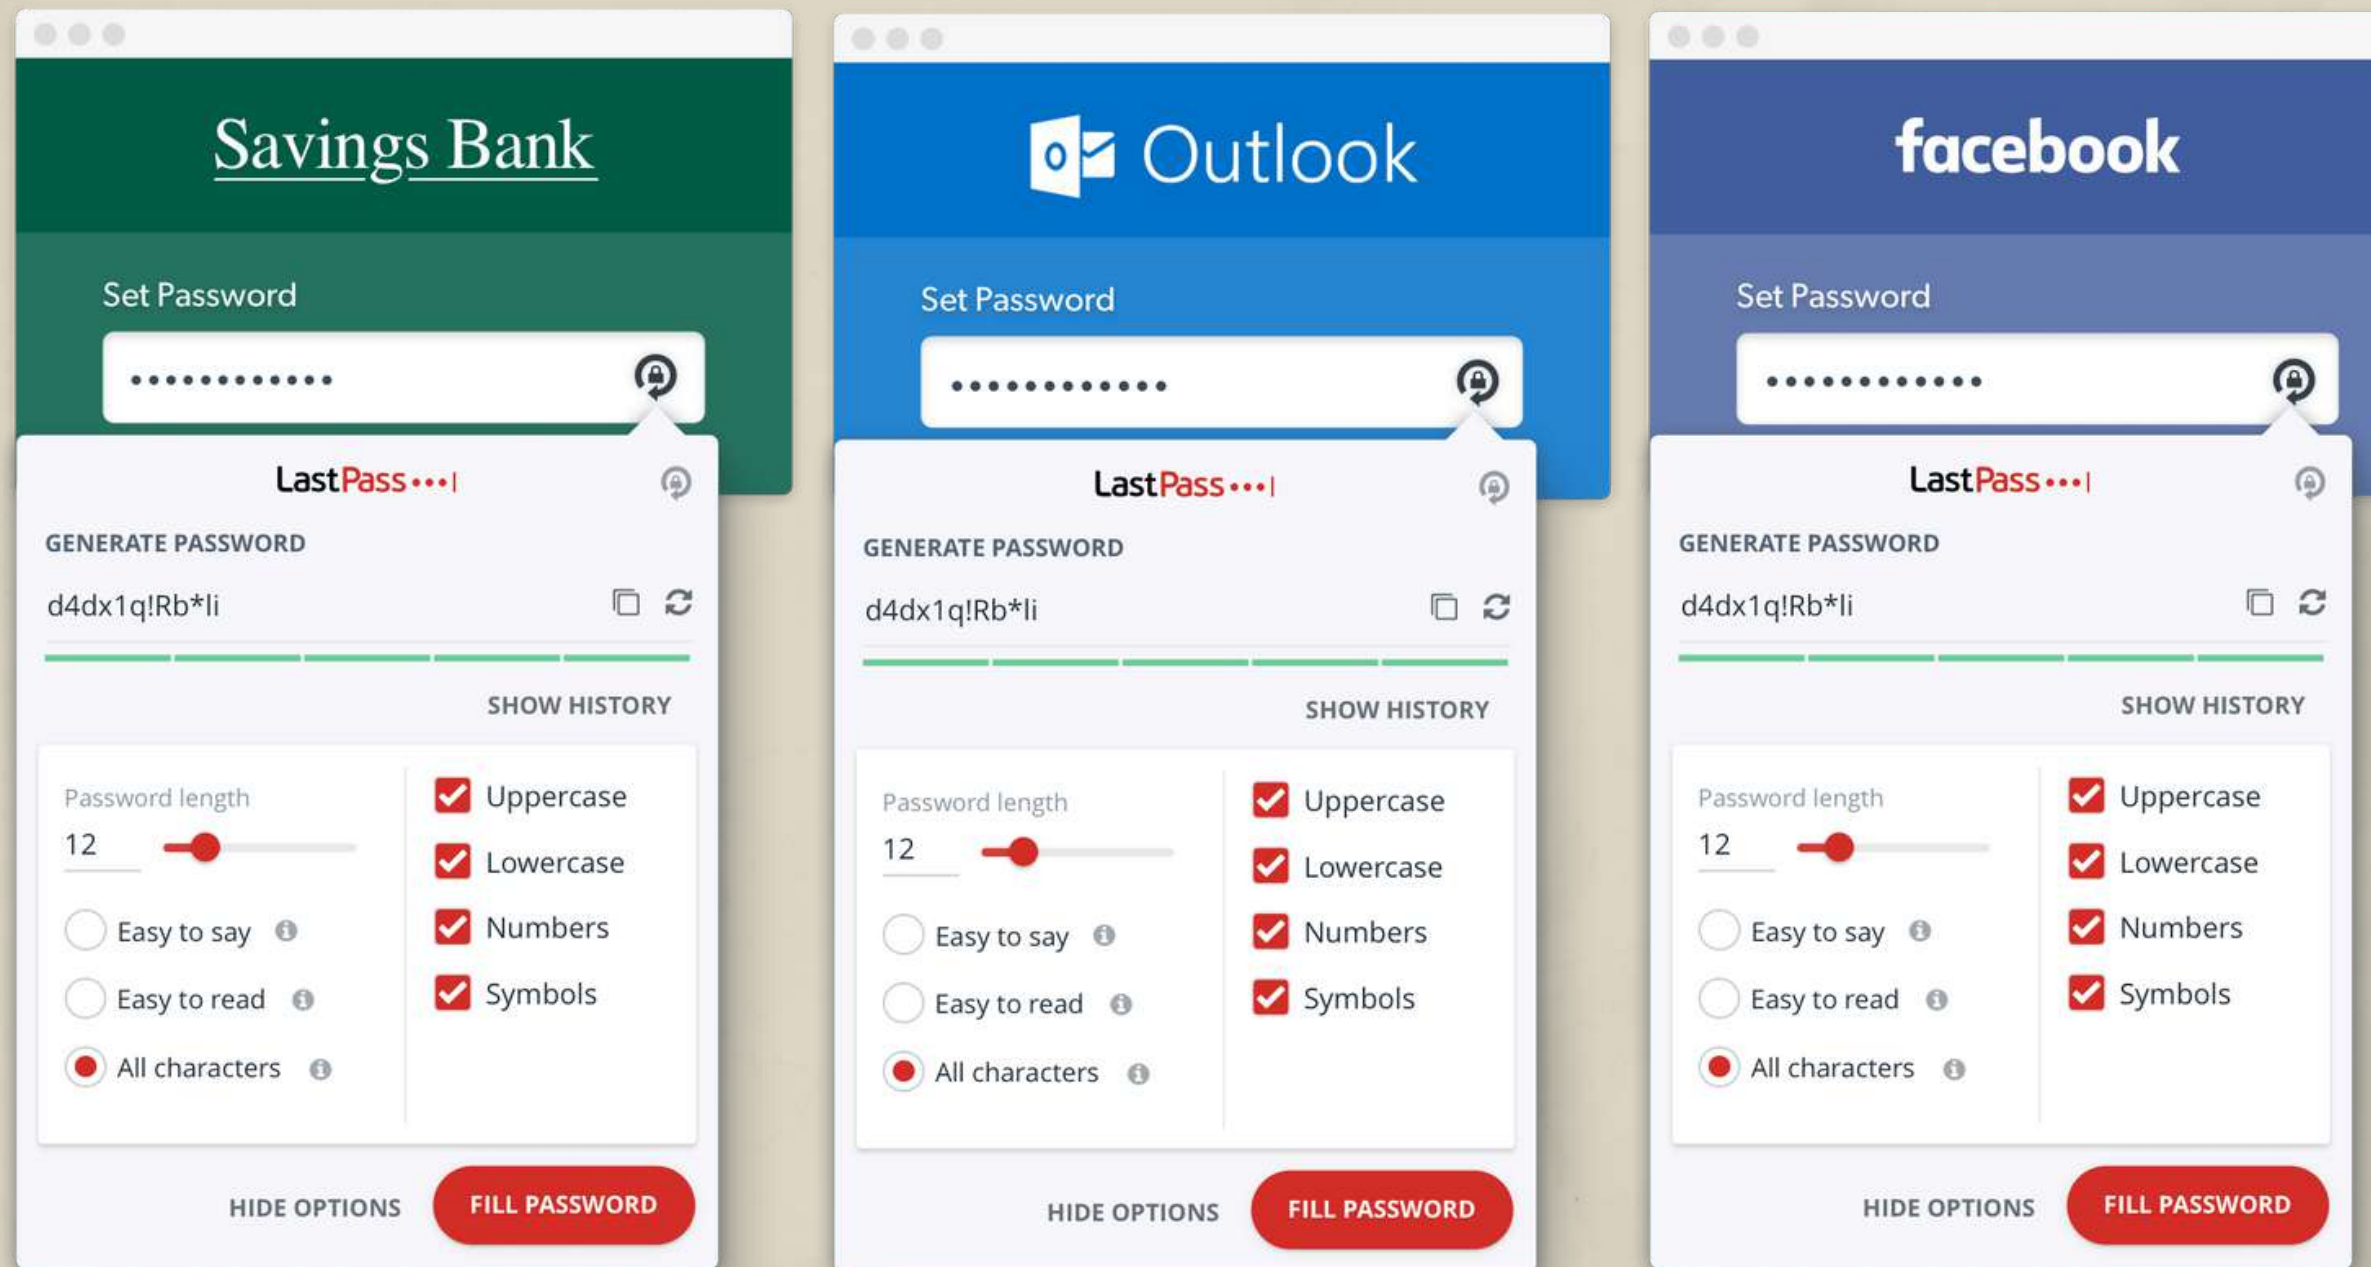 Savings Bank
Set Password
••••••••••••
LastPass •••|
GENERATE PASSWORD
d4dx1q!Rb*li
SHOW HISTORY
Password length
12
Easy to say
Easy to read
All characters
Uppercase
Lowercase
Numbers
Symbols
HIDE OPTIONS
FILL PASSWORD
Outlook
Set Password
••••••••••••
LastPass •••|
GENERATE PASSWORD
d4dx1q!Rb*li
SHOW HISTORY
Password length
12
Easy to say
Easy to read
All characters
Uppercase
Lowercase
Numbers
Symbols
HIDE OPTIONS
FILL PASSWORD
facebook
Set Password
••••••••••••
LastPass •••|
GENERATE PASSWORD
d4dx1q!Rb*li
SHOW HISTORY
Password length
12
Easy to say
Easy to read
All characters
Uppercase
Lowercase
Numbers
Symbols
HIDE OPTIONS
FILL PASSWORD